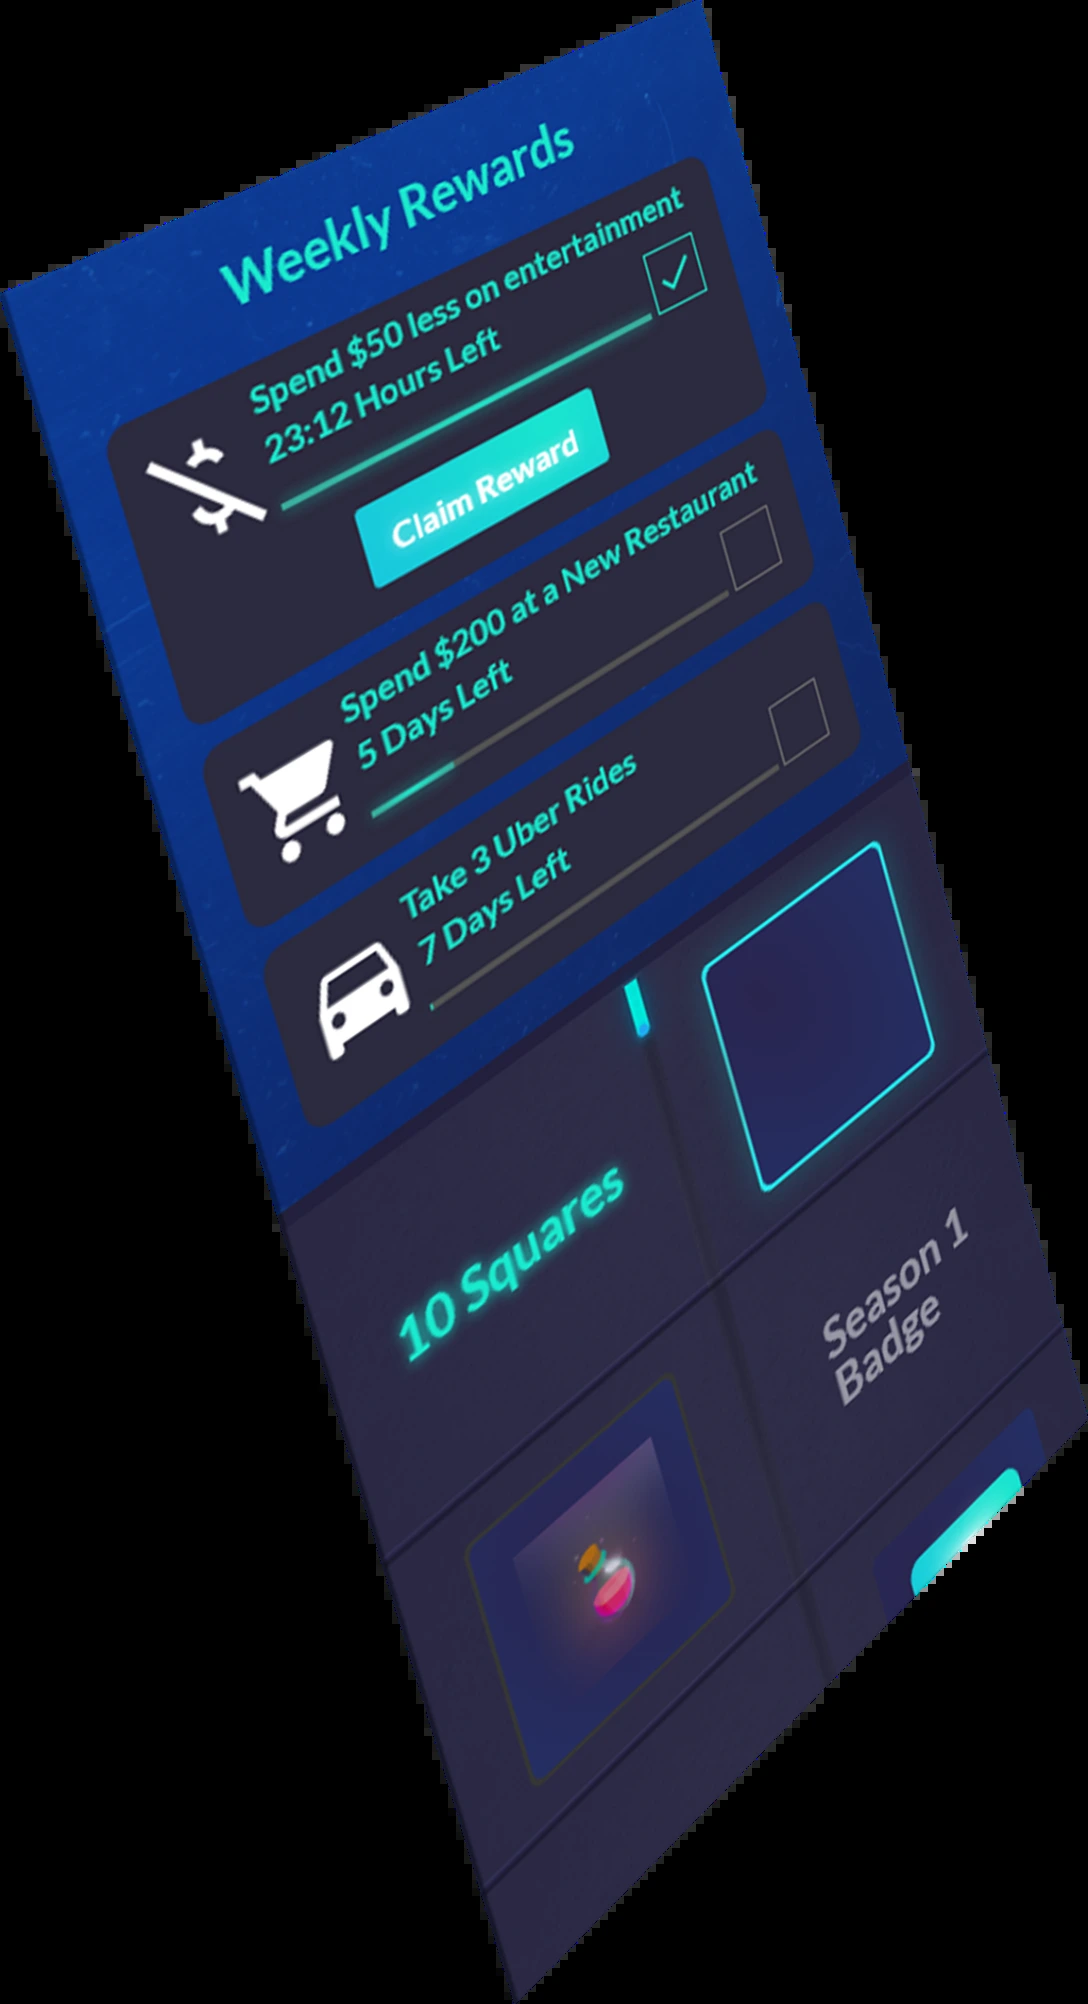 Weekly Rewards
Spend $50 less on entertainment
23:12 Hours Left
Claim Reward
Spend $200 at a New Restaurant
5 Days Left
Take 3 Uber Rides
7 Days Left
10 Squares
Season 1
Badge